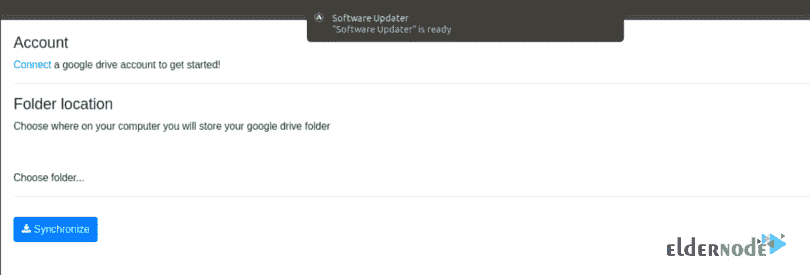 Software Updater
"Software Updater" is ready
Account
Connect a google drive account to get started!
Folder location
Choose where on your computer you will store your google drive folder
Choose folder...
Synchronize
ELDERNODE